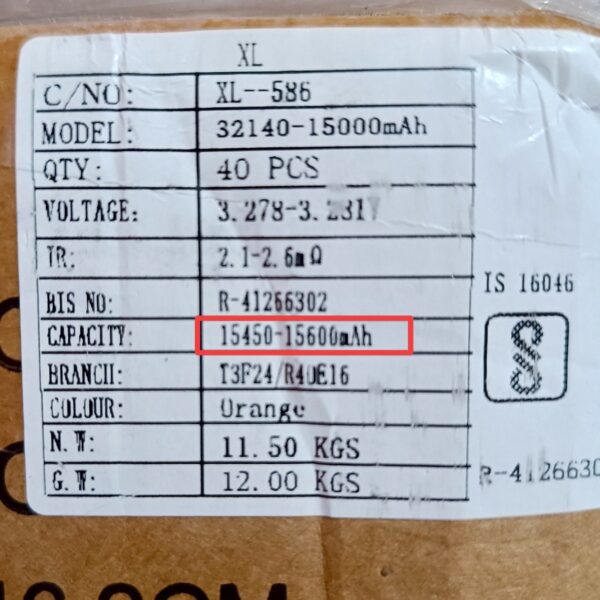 XL
C/NO: XL--586
MODEL: 32140-15000mAh
QTY: 40 PCS
VOLTAGE: 3.278-3.281V
IR: 2.1-2.6mΩ
BIS NO: R-41266302
CAPACITY: 15450-15600mAh
BRANCH: T3F24/R40E16
COLOUR: Orange
N.W: 11.50 KGS
G.W: 12.00 KGS
IS 16046
R-4126630